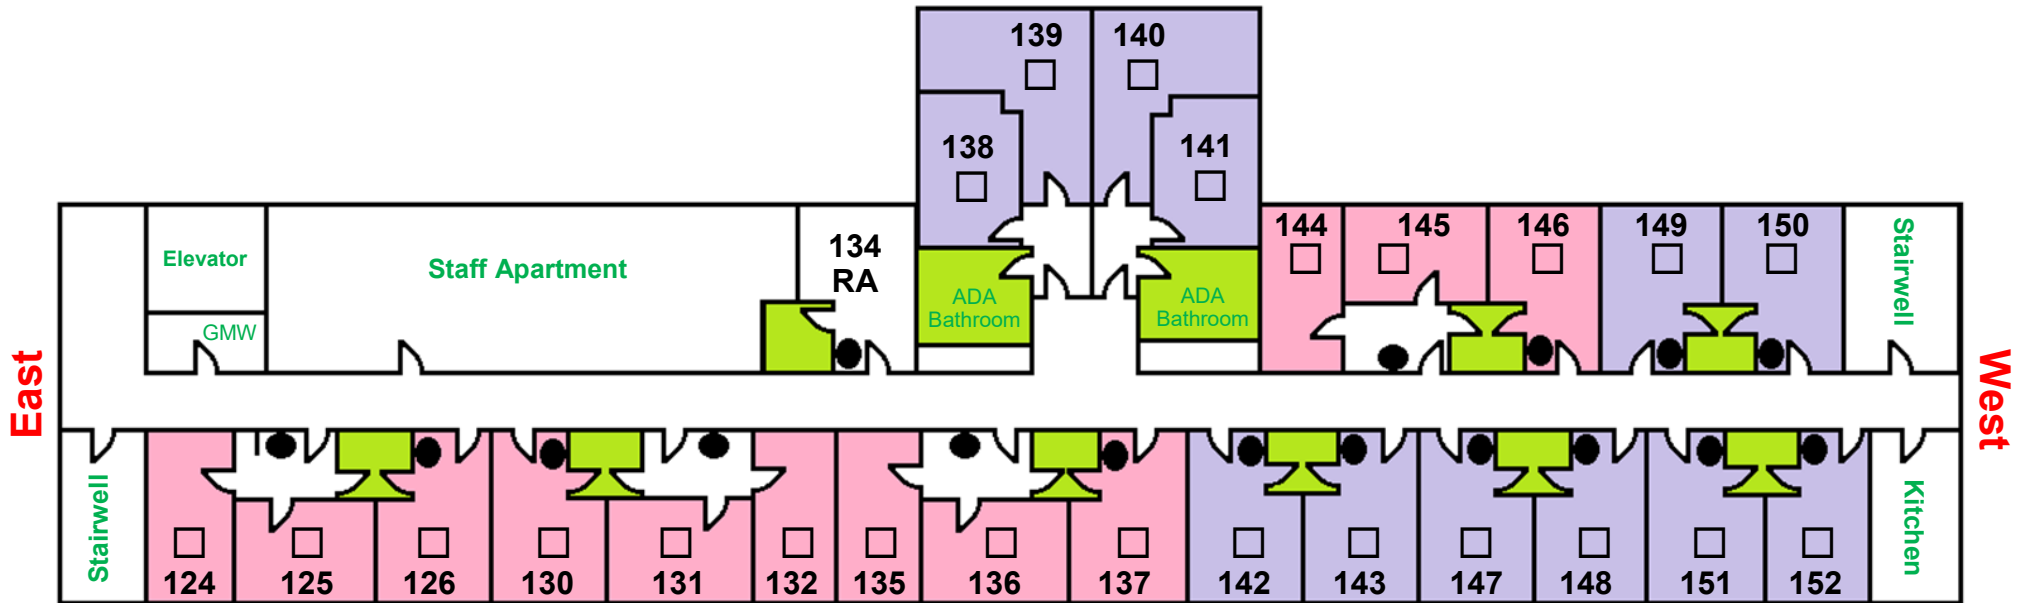 139
140
138
141
134
RA
144
145
146
149
150
Elevator
GMW
Staff Apartment
ADA
Bathroom
ADA
Bathroom
Stairwell
East
West
Stairwell
Kitchen
124
125
126
130
131
132
135
136
137
142
143
147
148
151
152